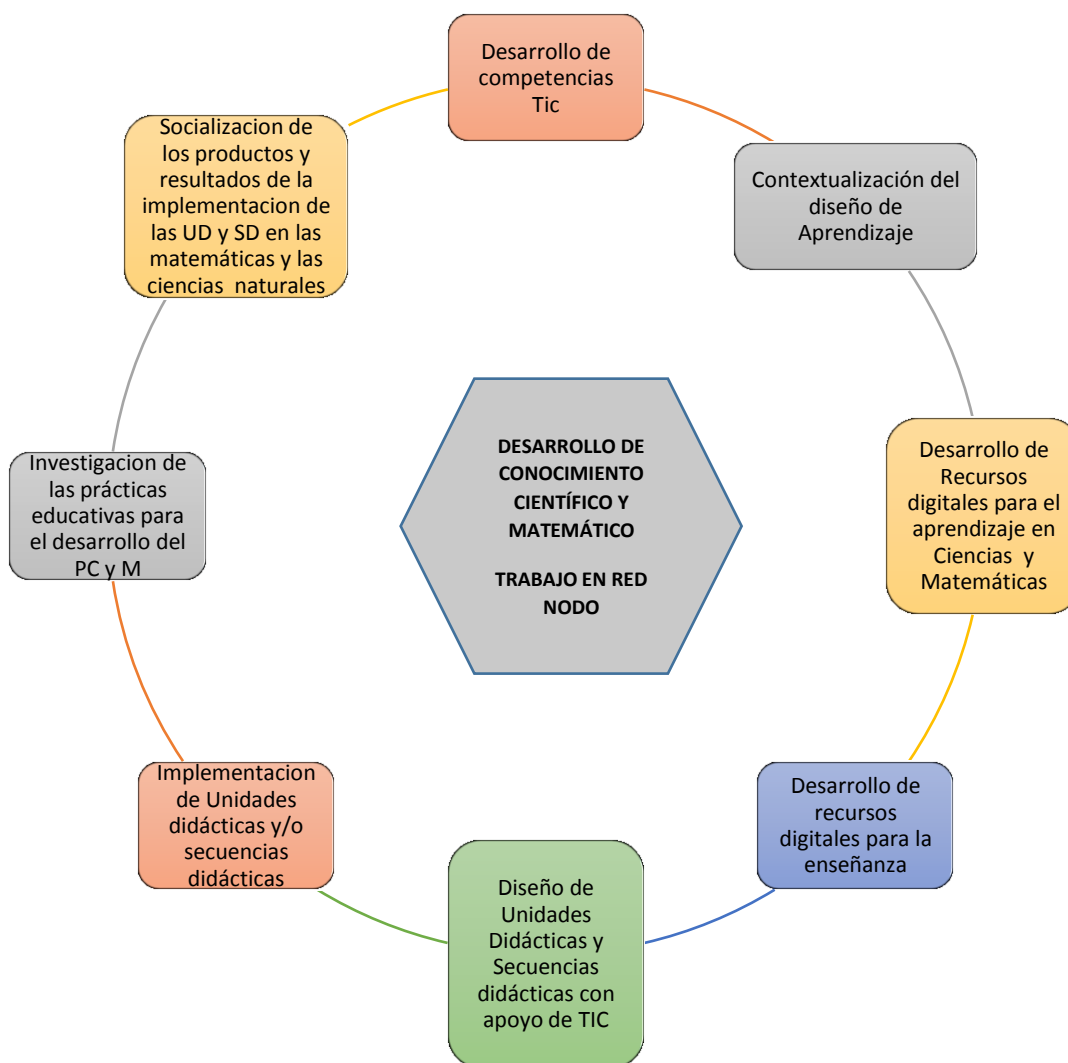 Desarrollo de
competencias
Tic
Contextualización del
diseño de
Aprendizaje
Desarrollo de
Recursos
digitales para el
aprendizaje en
Ciencias y
Matemáticas
Desarrollo de
recursos
digitales para la
enseñanza
Diseño de
Unidades
Didácticas y
Secuencias
didácticas con
apoyo de TIC
Implementacion
de Unidades
didácticas y/o
secuencias
didácticas
Investigacion de
las prácticas
educativas para
el desarrollo del
PC y M
Socializacion de
los productos y
resultados de la
implementacion de
las UD y SD en las
matemáticas y las
ciencias naturales
DESARROLLO DE
CONOCIMIENTO
CIENTÍFICO Y
MATEMÁTICO
TRABAJO EN RED
NODO